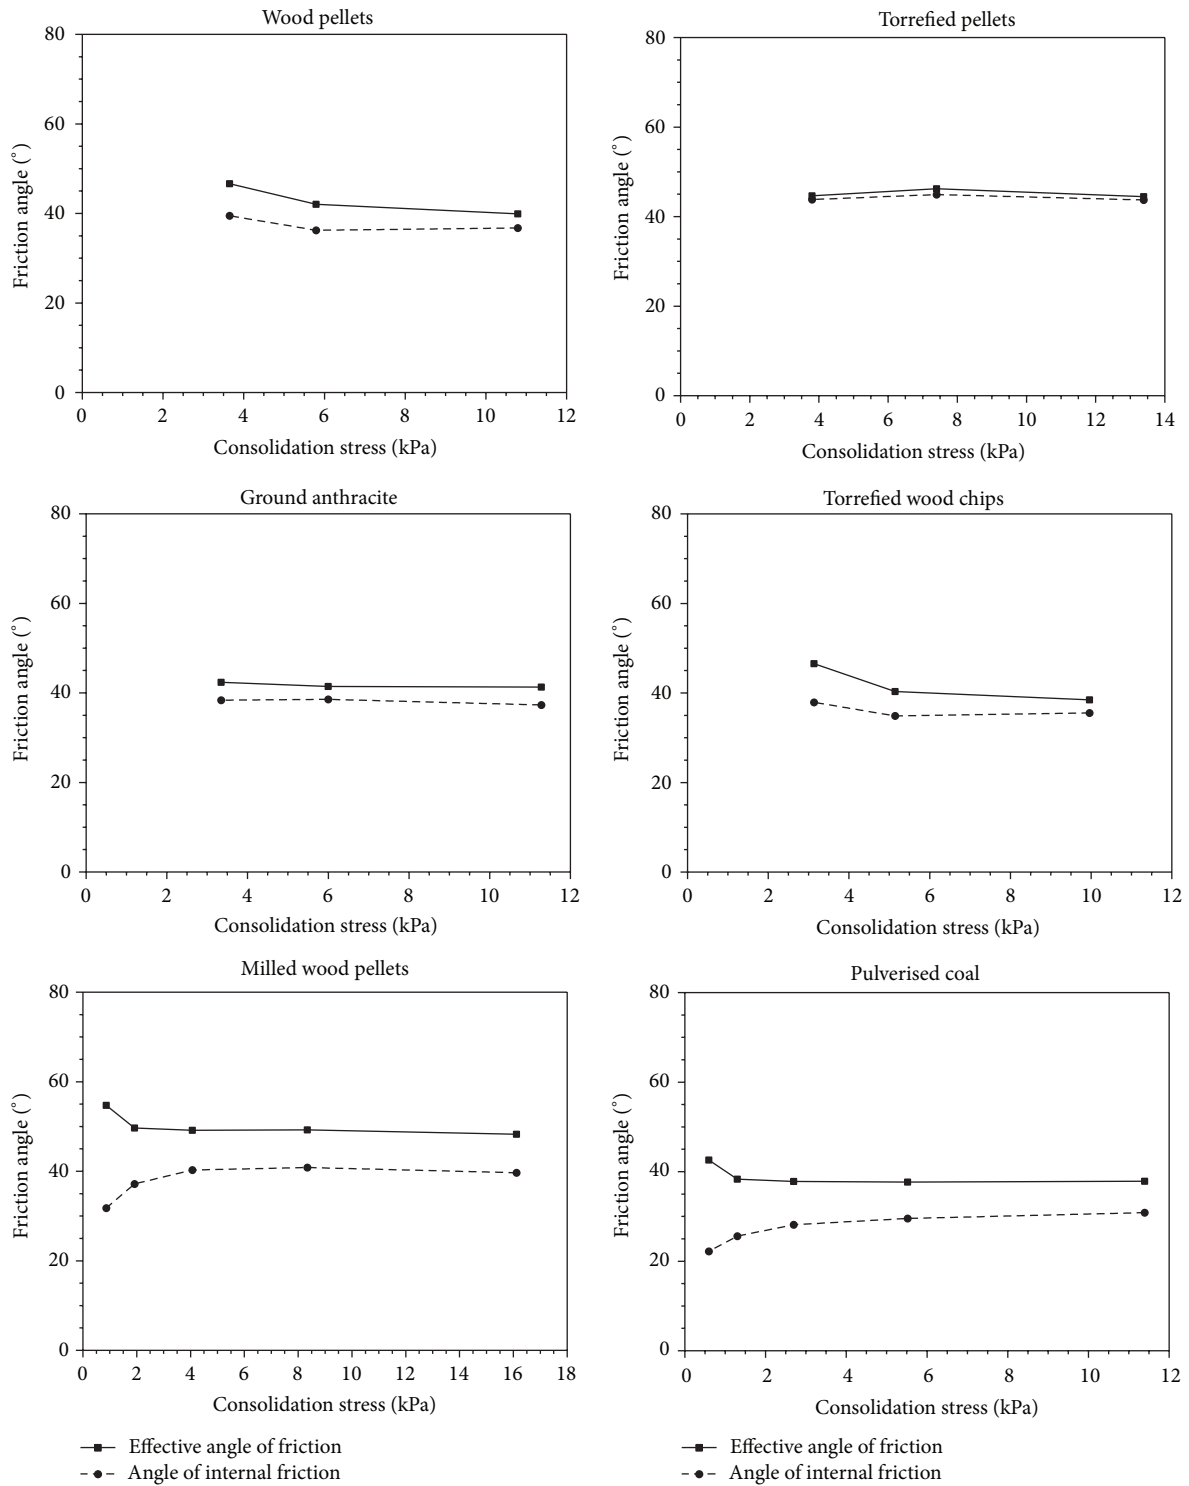 Wood pellets
80
60
40
20
0
Friction angle (°)
0 2 4 6 8 10 12
Consolidation stress (kPa)
Torrefied pellets
80
60
40
20
0
Friction angle (°)
0 2 4 6 8 10 12 14
Consolidation stress (kPa)
Ground anthracite
80
60
40
20
0
Friction angle (°)
0 2 4 6 8 10 12
Consolidation stress (kPa)
Torrefied wood chips
80
60
40
20
0
Friction angle (°)
0 2 4 6 8 10 12
Consolidation stress (kPa)
Milled wood pellets
80
60
40
20
0
Friction angle (°)
0 2 4 6 8 10 12 14 16 18
Consolidation stress (kPa)
Effective angle of friction
Angle of internal friction
Pulverised coal
80
60
40
20
0
Friction angle (°)
0 2 4 6 8 10 12
Consolidation stress (kPa)
Effective angle of friction
Angle of internal friction